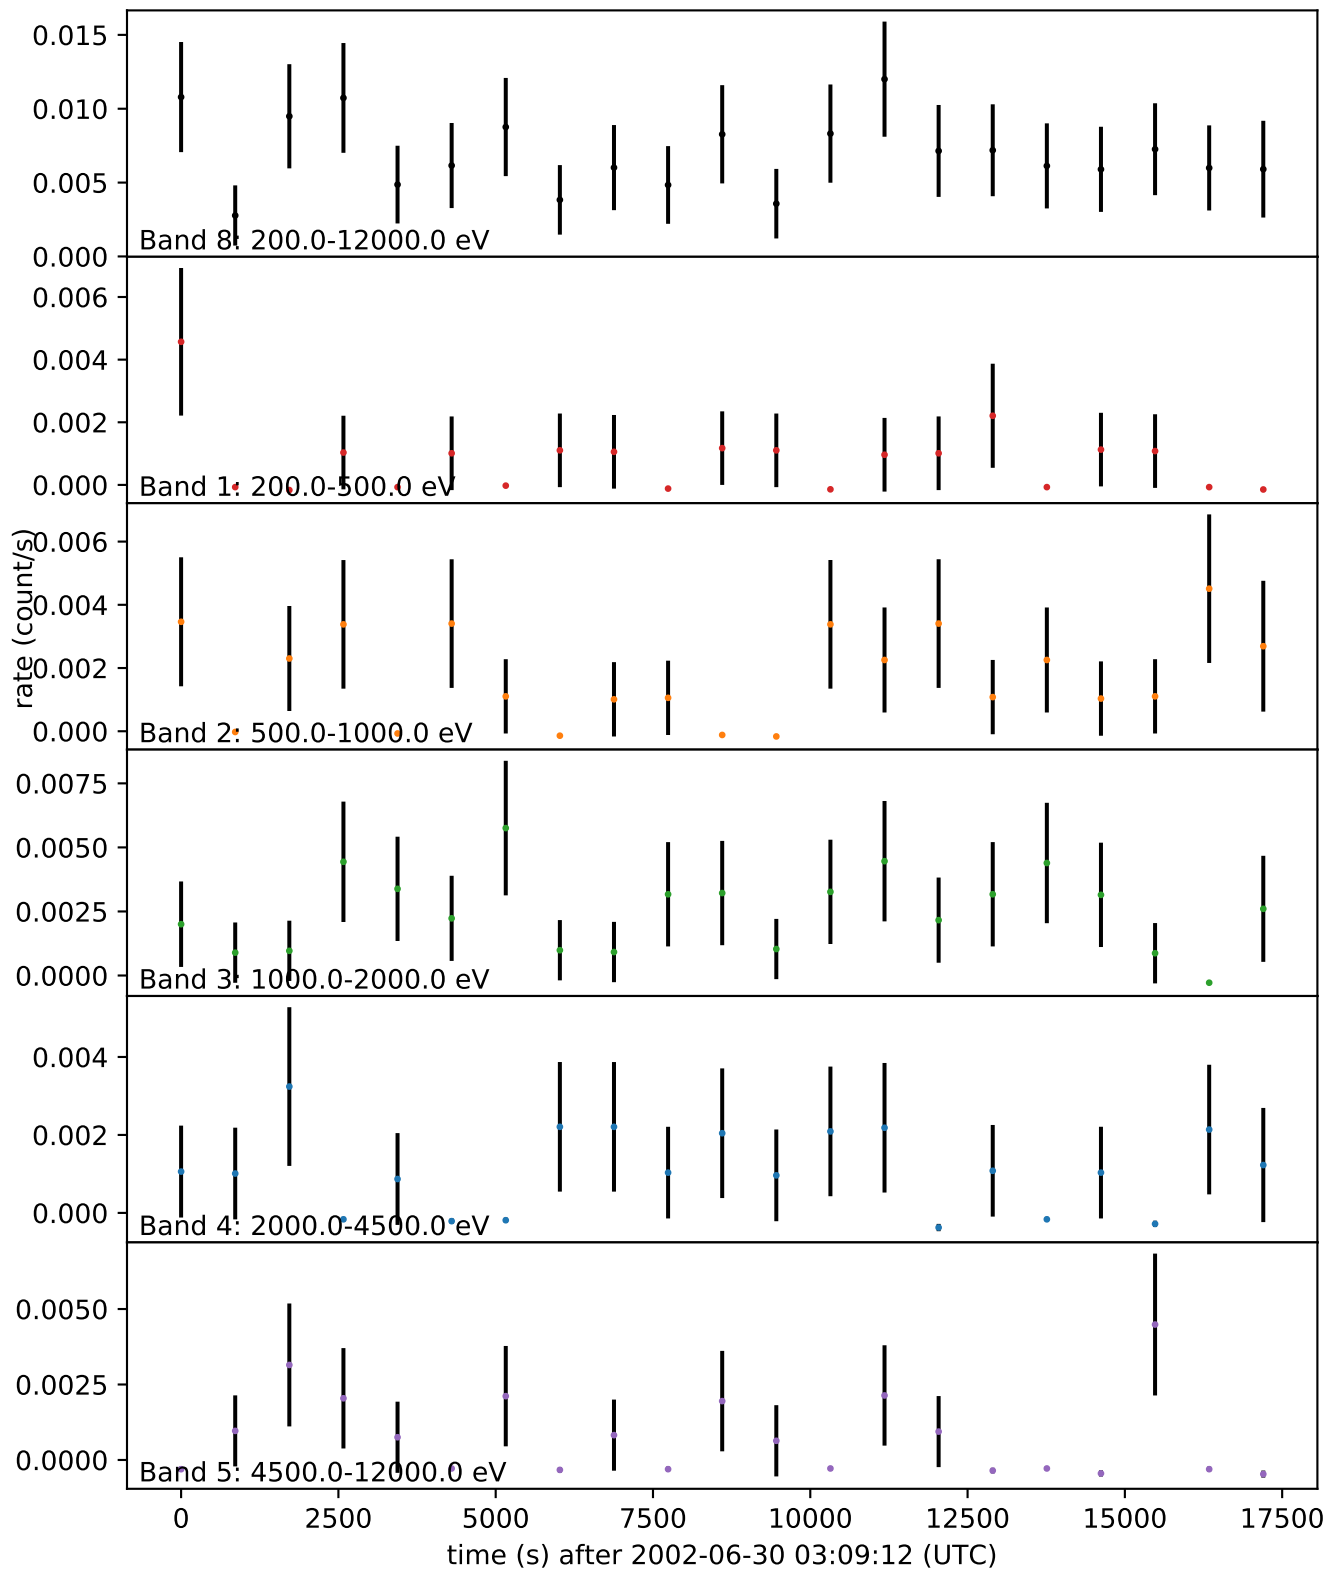 0.015
0.010
0.005
0.000
Band 8: 200.0-12000.0 eV
0.006
0.004
0.002
0.000
Band 1: 200.0-500.0 eV
rate (count/s)
0.006
0.004
0.002
0.000
Band 2: 500.0-1000.0 eV
0.0075
0.0050
0.0025
0.0000
Band 3: 1000.0-2000.0 eV
0.004
0.002
0.000
Band 4: 2000.0-4500.0 eV
0.0050
0.0025
0.0000
Band 5: 4500.0-12000.0 eV
0 2500 5000 7500 10000 12500 15000 17500
time (s) after 2002-06-30 03:09:12 (UTC)